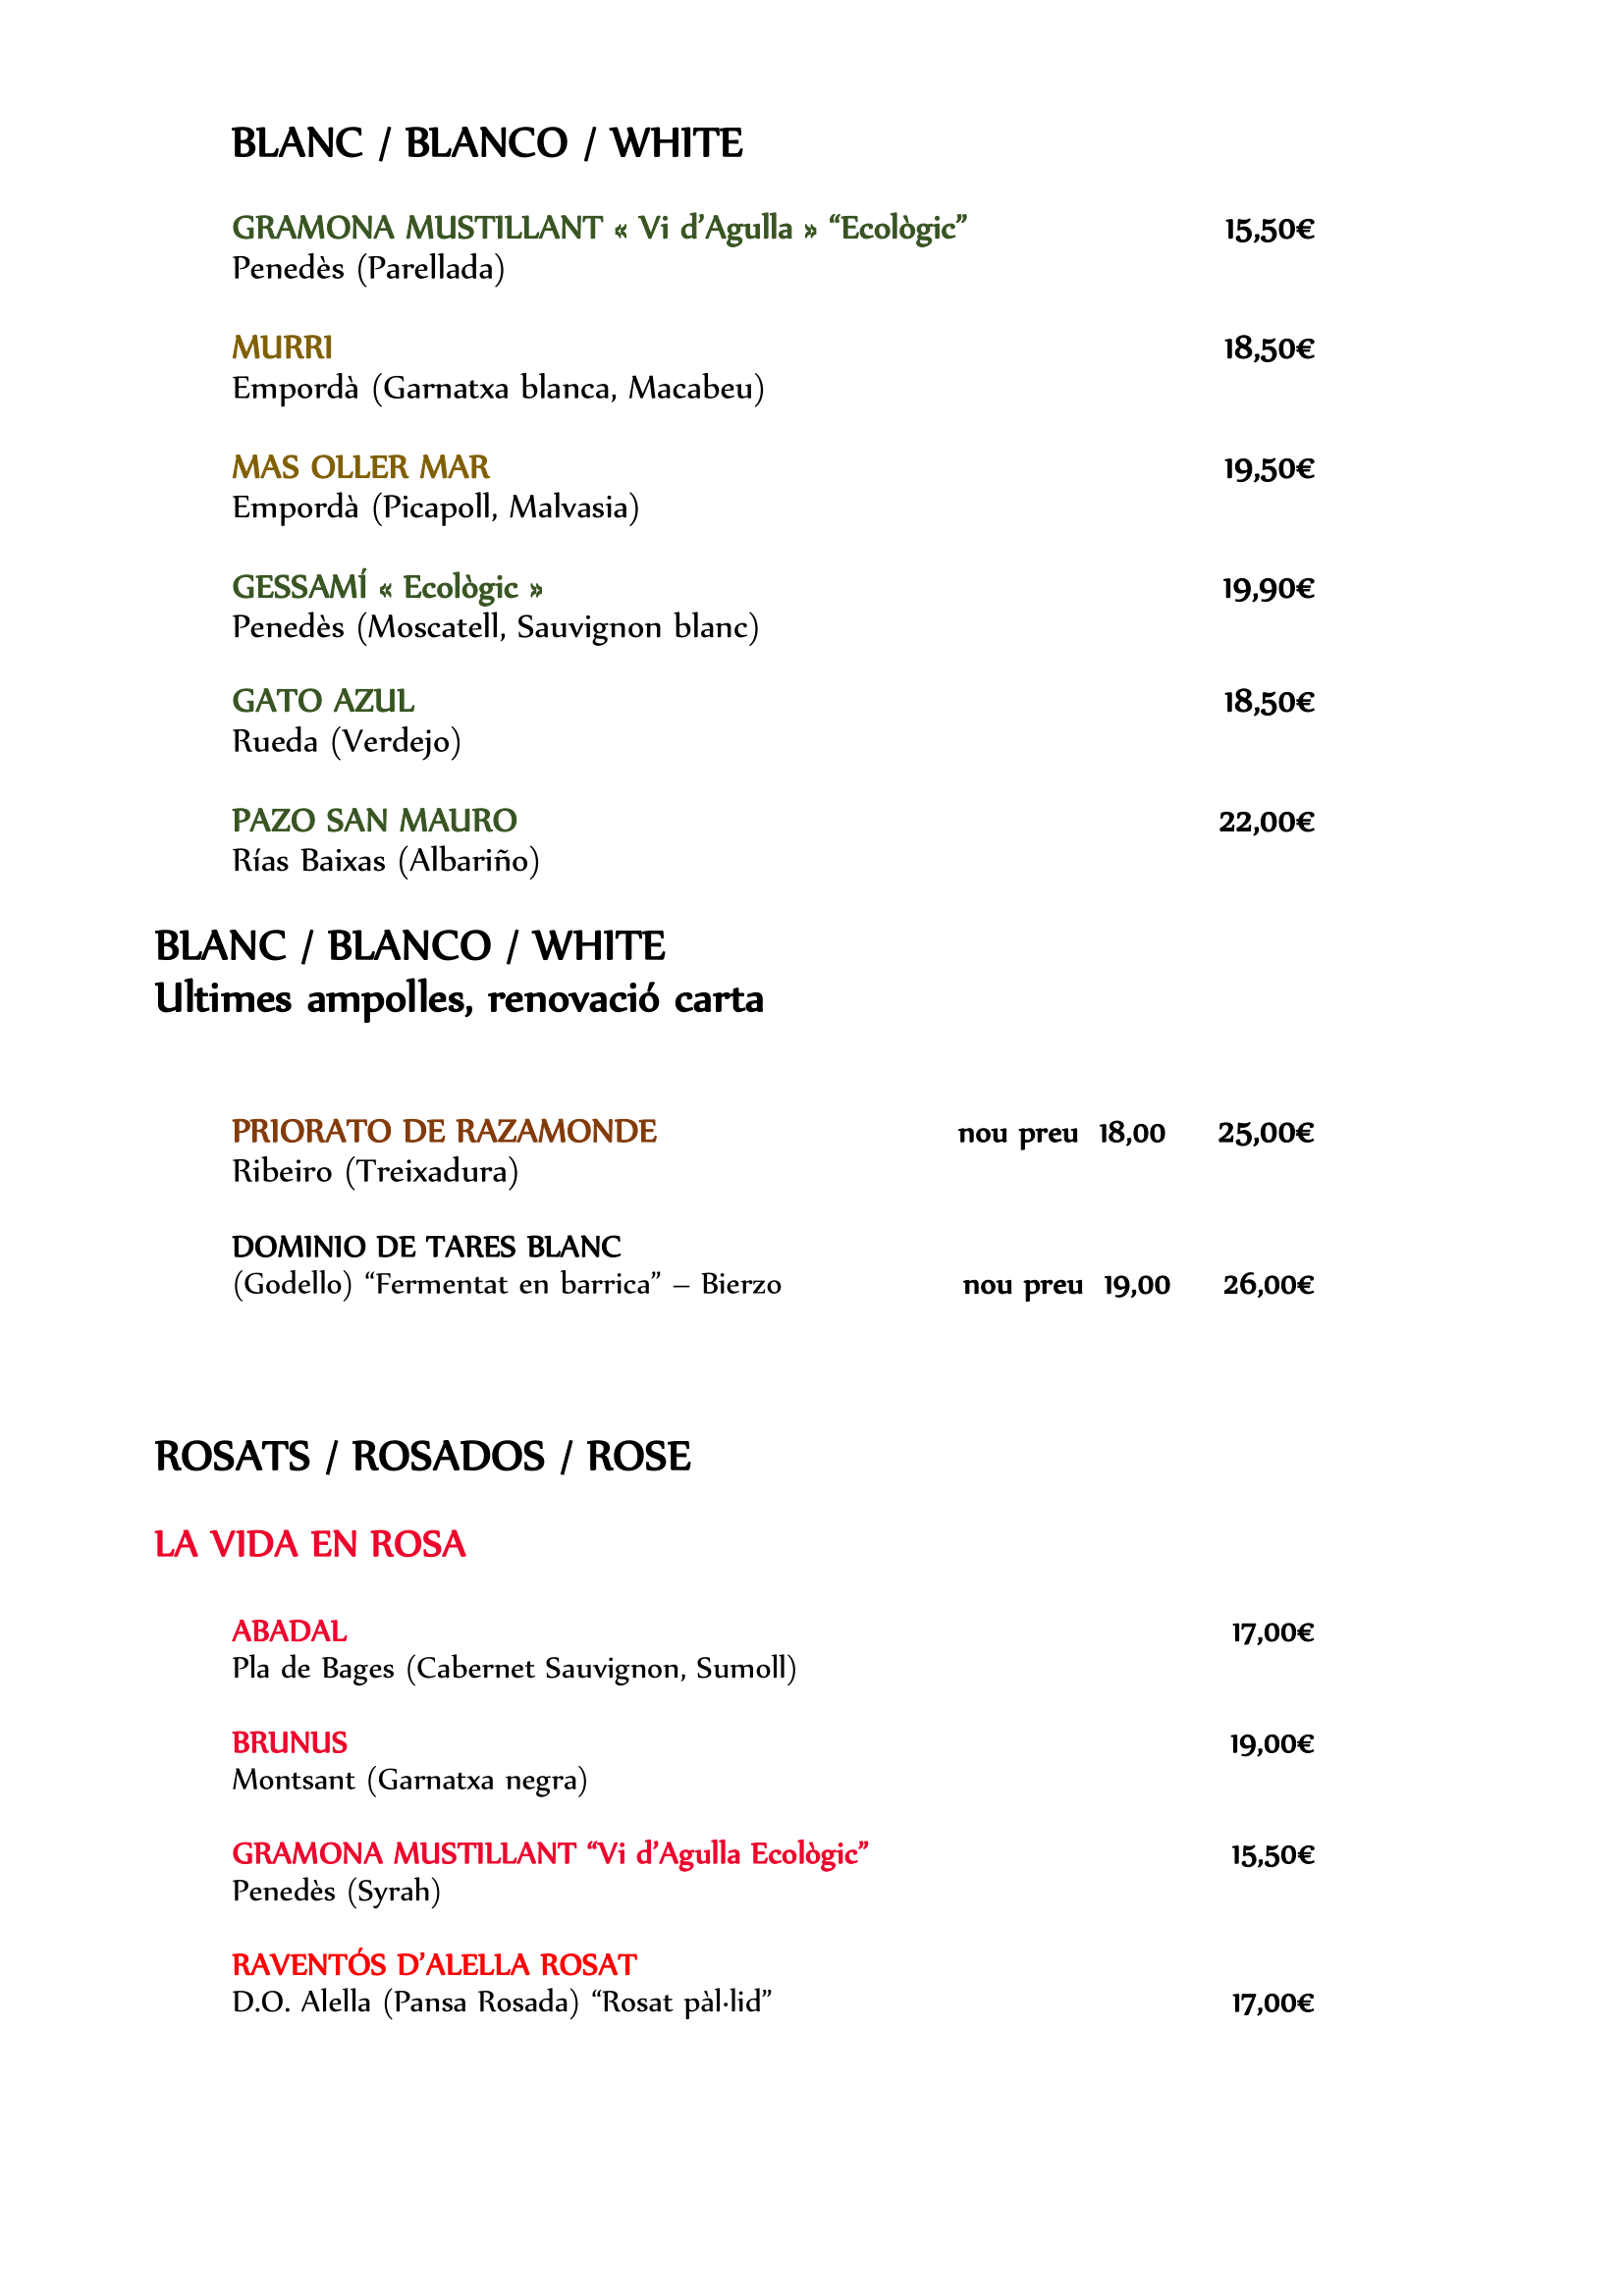 BLANC / BLANCO / WHITE
GRAMONA MUSTILLANT « Vi d’Agulla » “Ecològic” 15,50€
Penedès (Parellada)
MURRI 18,50€
Empordà (Garnatxa blanca, Macabeu)
MAS OLLER MAR 19,50€
Empordà (Picapoll, Malvasia)
GESSAMÍ « Ecològic » 19,90€
Penedès (Moscatell, Sauvignon blanc)
GATO AZUL 18,50€
Rueda (Verdejo)
PAZO SAN MAURO 22,00€
Rías Baixas (Albariño)
BLANC / BLANCO / WHITE
Ultimes ampolles, renovació carta
PRIORATO DE RAZAMONDE nou preu 18,00 25,00€
Ribeiro (Treixadura)
DOMINIO DE TARES BLANC
(Godello) “Fermentat en barrica” – Bierzo nou preu 19,00 26,00€
ROSATS / ROSADOS / ROSE
LA VIDA EN ROSA
ABADAL 17,00€
Pla de Bages (Cabernet Sauvignon, Sumoll)
BRUNUS 19,00€
Montsant (Garnatxa negra)
GRAMONA MUSTILLANT “Vi d’Agulla Ecològic” 15,50€
Penedès (Syrah)
RAVENTÓS D’ALELLA ROSAT
D.O. Alella (Pansa Rosada) “Rosat pàl·lid” 17,00€